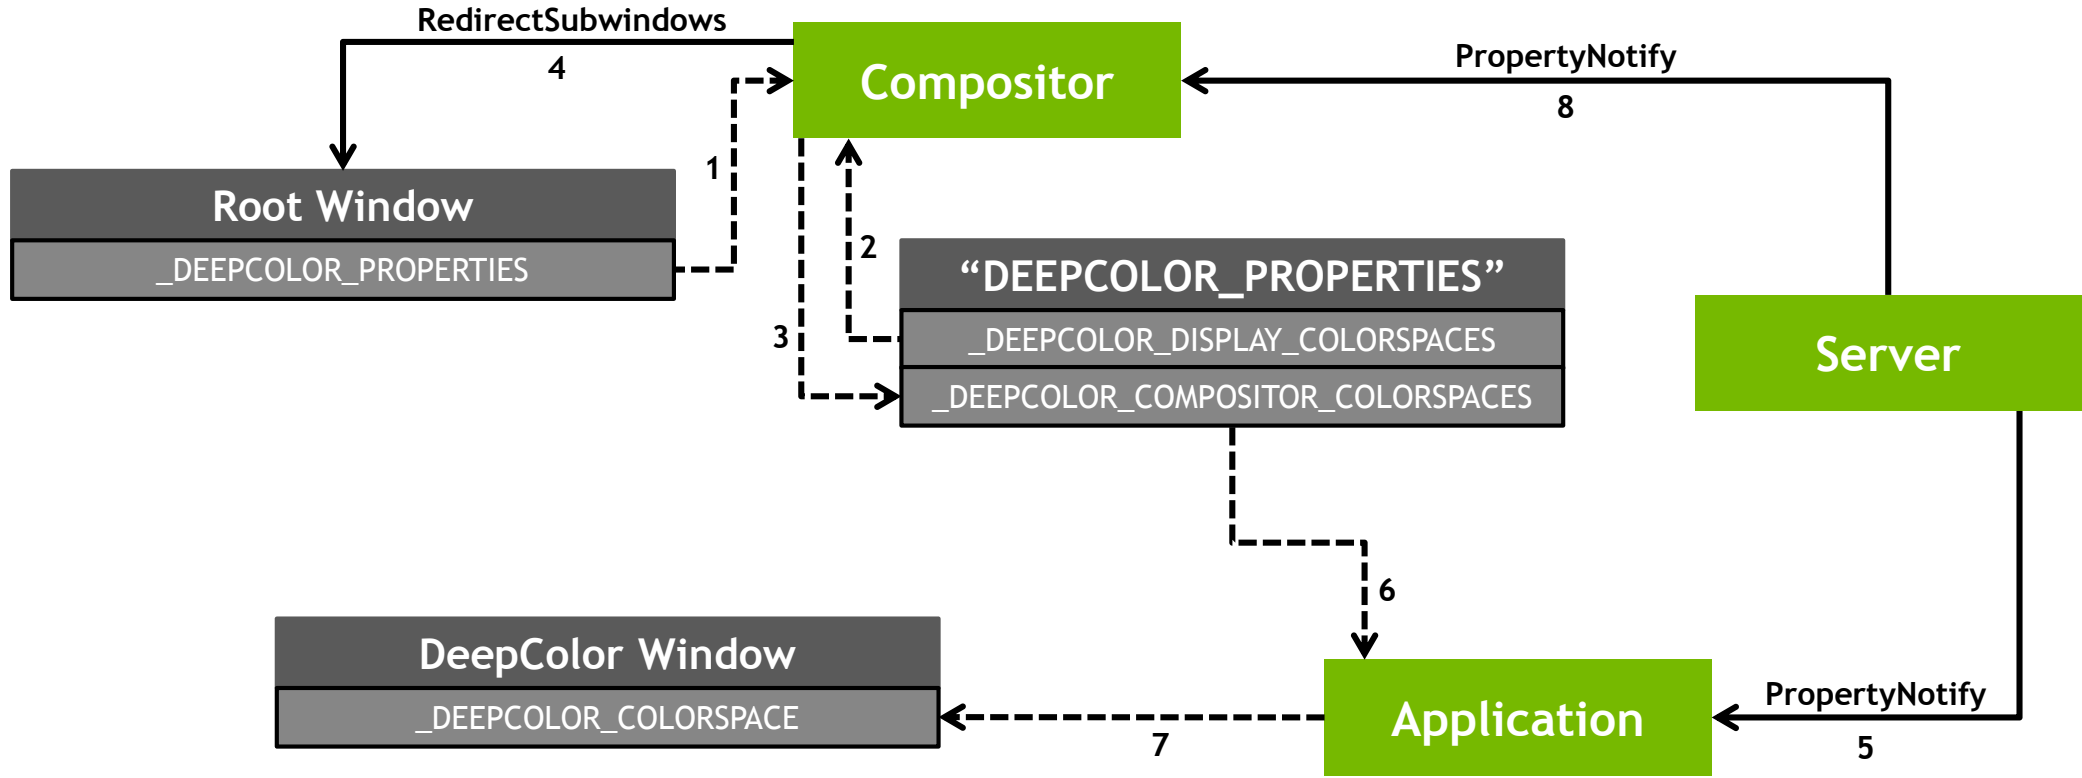 RedirectSubwindows
4
Compositor
PropertyNotify
8
1
Root Window
_DEEPCOLOR_PROPERTIES
2
“DEEPCOLOR_PROPERTIES”
3
_DEEPCOLOR_DISPLAY_COLORSPACES
_DEEPCOLOR_COMPOSITOR_COLORSPACES
Server
6
DeepColor Window
_DEEPCOLOR_COLORSPACE
7
Application
PropertyNotify
5